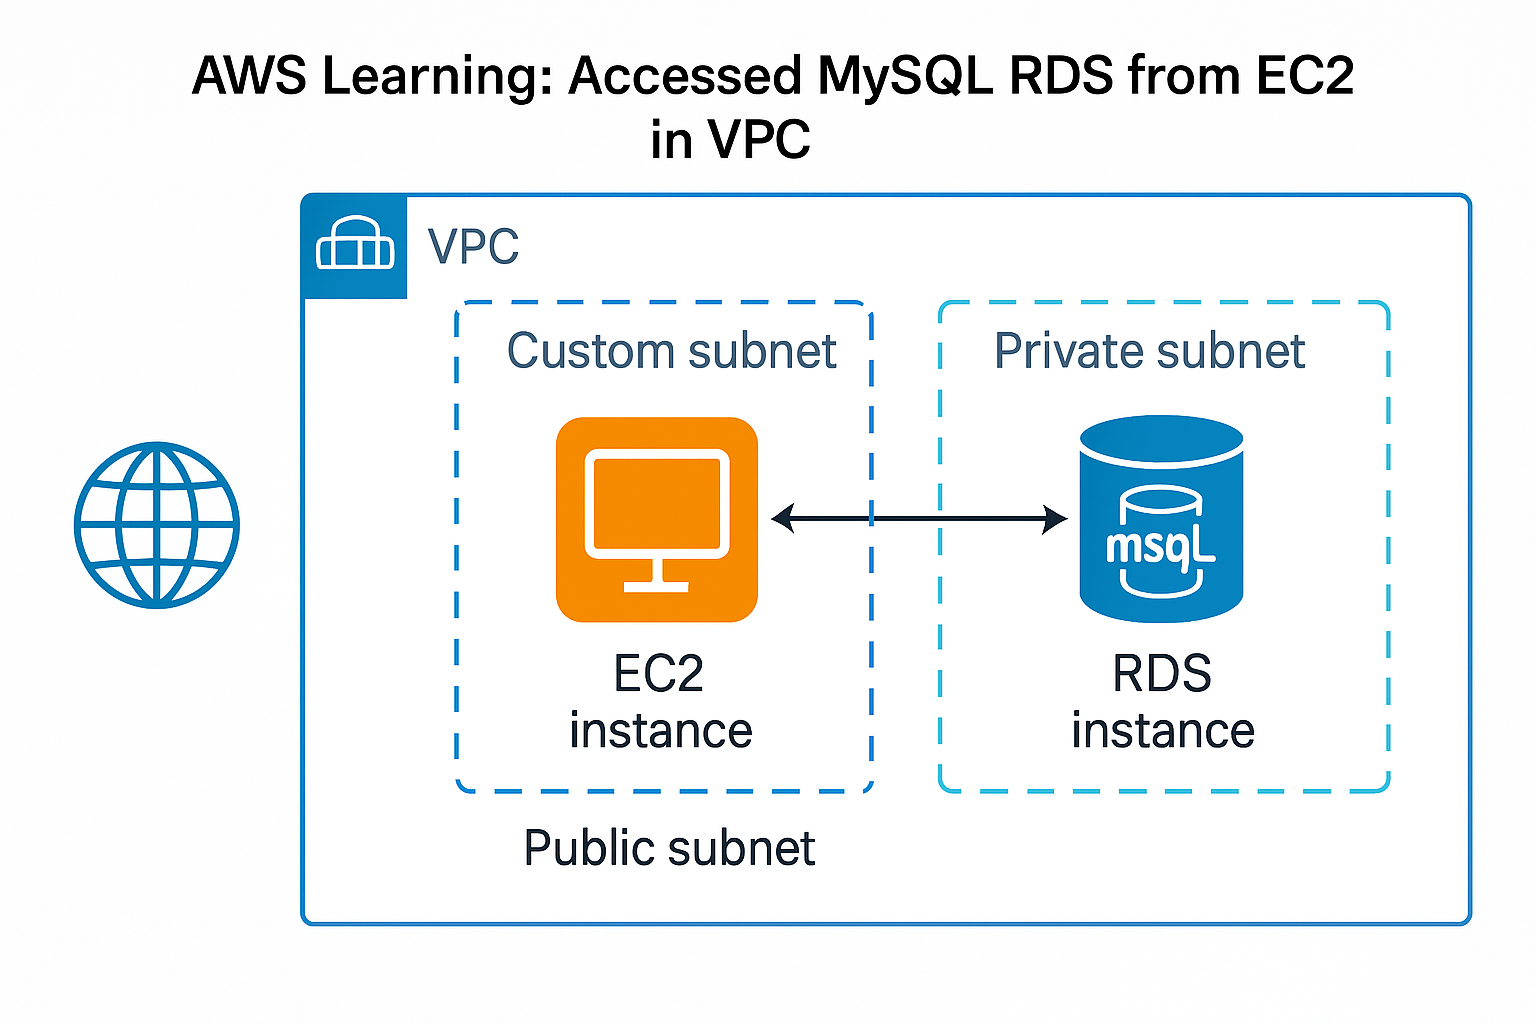 AWS Learning: Accessed MySQL RDS from EC2
in VPC
VPC
Custom subnet
Private subnet
msqL
EC2
instance
RDS
instance
Public subnet